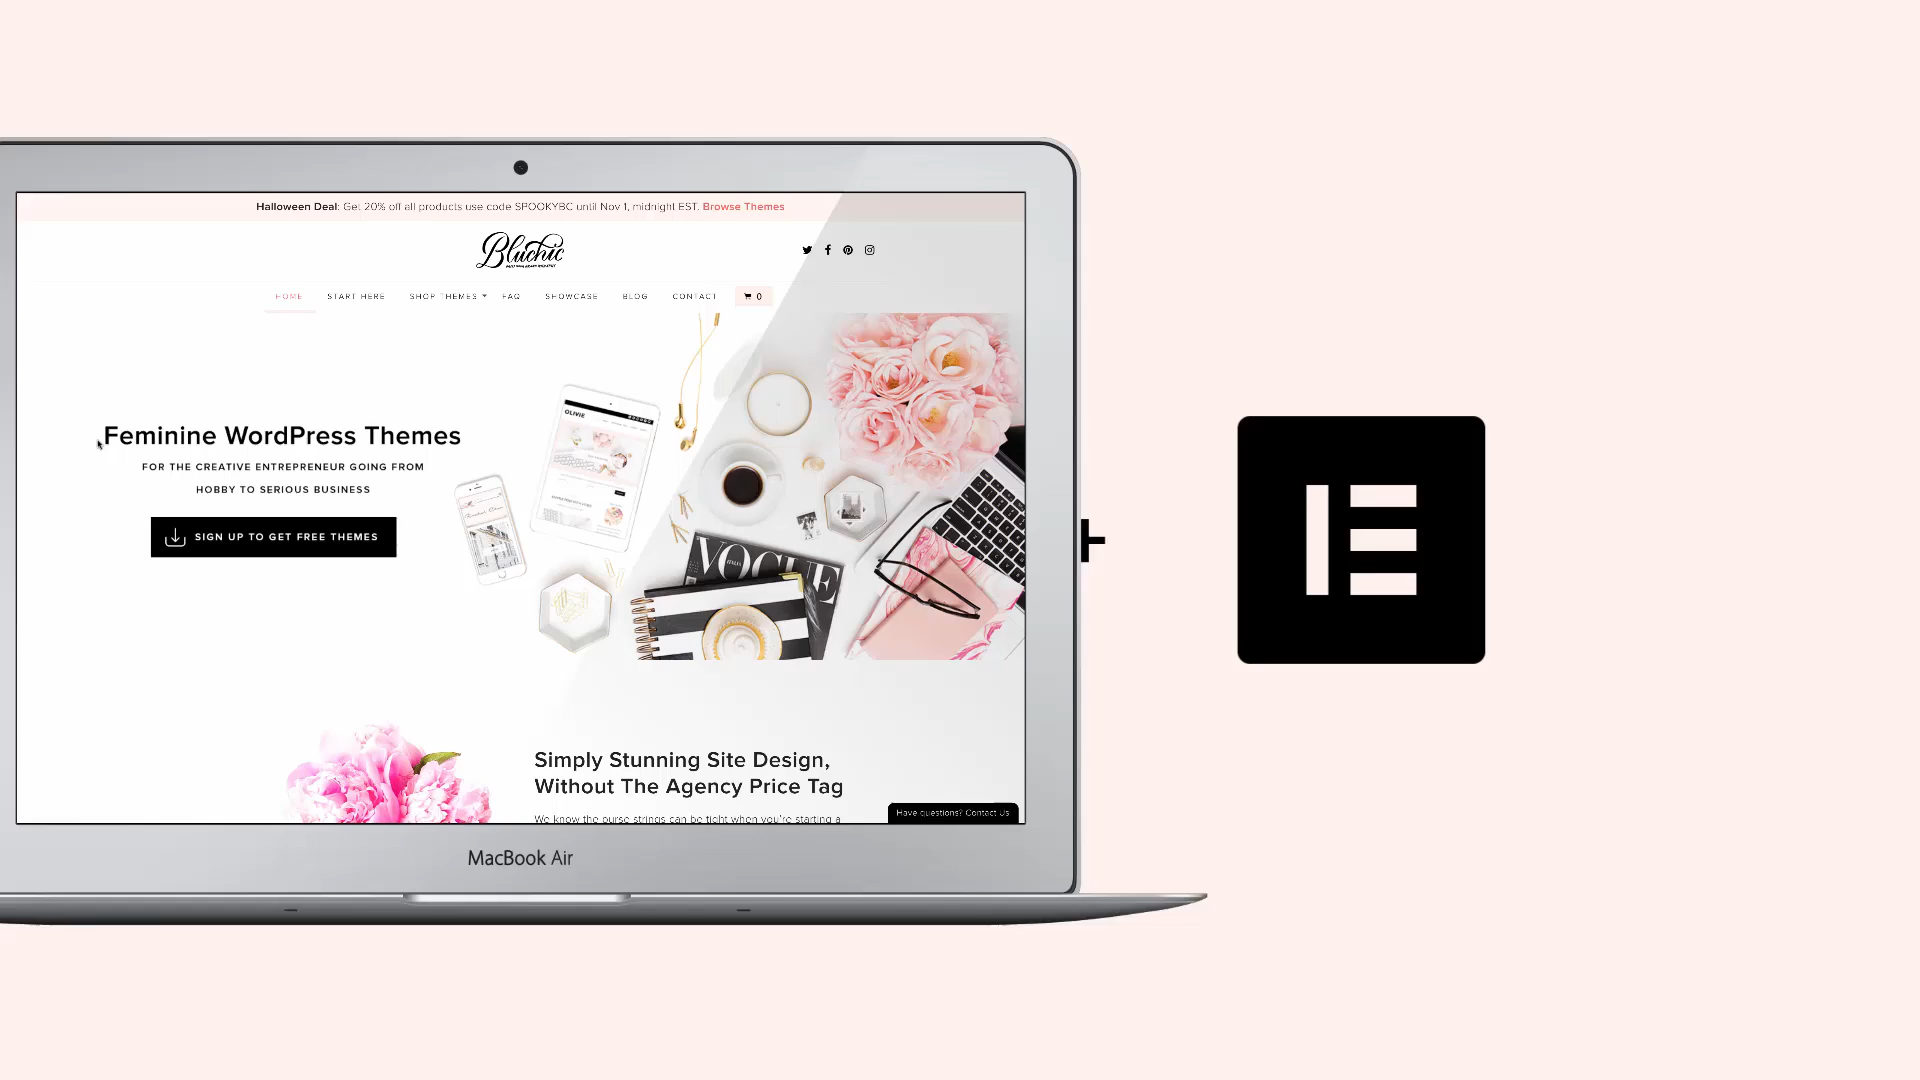 Halloween Deal: Get 20% off all products use code SPOOKYBC until Nov 1, midnight EST. Browse Themes
Bluchic
HOME START HERE SHOP THEMES FAQ SHOWCASE BLOG CONTACT 0
OLIVIE
Feminine WordPress Themes
FOR THE CREATIVE ENTREPRENEUR GOING FROM
HOBBY TO SERIOUS BUSINESS
SIGN UP TO GET FREE THEMES
VOGUE
+
Simply Stunning Site Design,
Without The Agency Price Tag
Have questions? Contact Us
We know the purse strings can be tight when you're starting a
MacBook Air